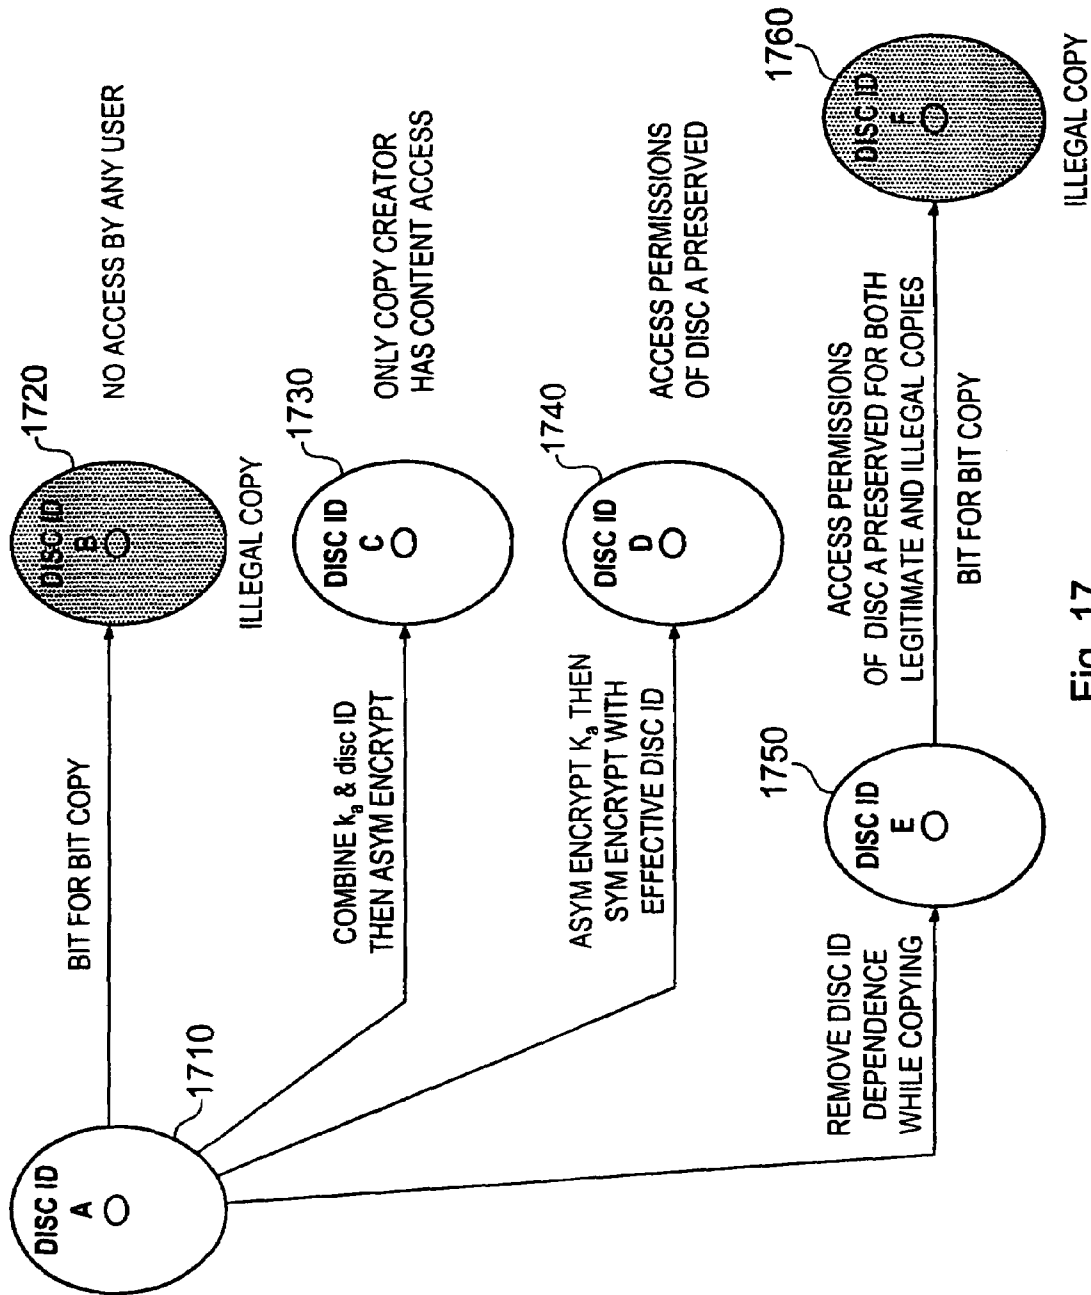 DISC ID
A
1710
BIT FOR BIT COPY
DISC ID
B
1720
ILLEGAL COPY
NO ACCESS BY ANY USER
COMBINE ka & disc ID
THEN ASYM ENCRYPT
DISC ID
C
1730
ONLY COPY CREATOR
HAS CONTENT ACCESS
ASYM ENCRYPT Ka THEN
SYM ENCRYPT WITH
EFFECTIVE DISC ID
DISC ID
D
1740
ACCESS PERMISSIONS
OF DISC A PRESERVED
REMOVE DISC ID
DEPENDENCE
WHILE COPYING
DISC ID
E
1750
ACCESS PERMISSIONS
OF DISC A PRESERVED FOR BOTH
LEGITIMATE AND ILLEGAL COPIES
BIT FOR BIT COPY
DISC ID
F
1760
ILLEGAL COPY
Fig. 17